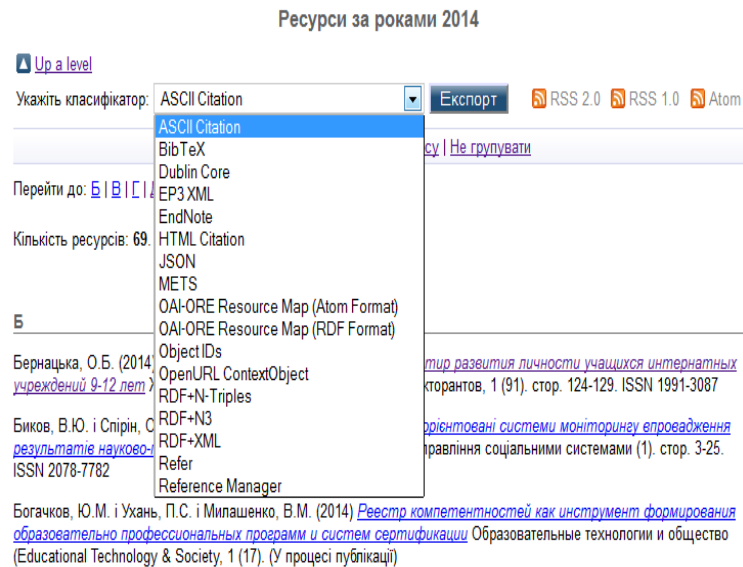 Ресурси за роками 2014
Up a level
Укажіть класифікатор: ASCII Citation Експорт RSS 2.0 RSS 1.0 Atom
ASCII Citation
BibTeX
Dublin Core
EP3 XML
EndNote
HTML Citation
JSON
METS
OAI-ORE Resource Map (Atom Format)
OAI-ORE Resource Map (RDF Format)
Object IDs
OpenURL ContextObject
RDF+N-Triples
RDF+N3
RDF+XML
Refer
Reference Manager
су | Не групувати
Перейти до: Б | В | Г |
Кількість ресурсів: 69.
Б
Бернацька, О.Б. (2014) тир развития личности учащихся интернатных
учреждений 9-12 лет кторантов, 1 (91). стор. 124-129. ISSN 1991-3087
Биков, В.Ю. і Спірін, О рієнтовані системи моніторингу впровадження
результатів науково- равління соціальними системами (1). стор. 3-25.
ISSN 2078-7782
Богачков, Ю.М. і Ухань, П.С. і Милашенко, В.М. (2014) Реестр компетентностей как инструмент формирования
образовательно профессиональных программ и систем сертификации Образовательные технологии и общество
(Educational Technology & Society, 1 (17). (У процесі публікації)